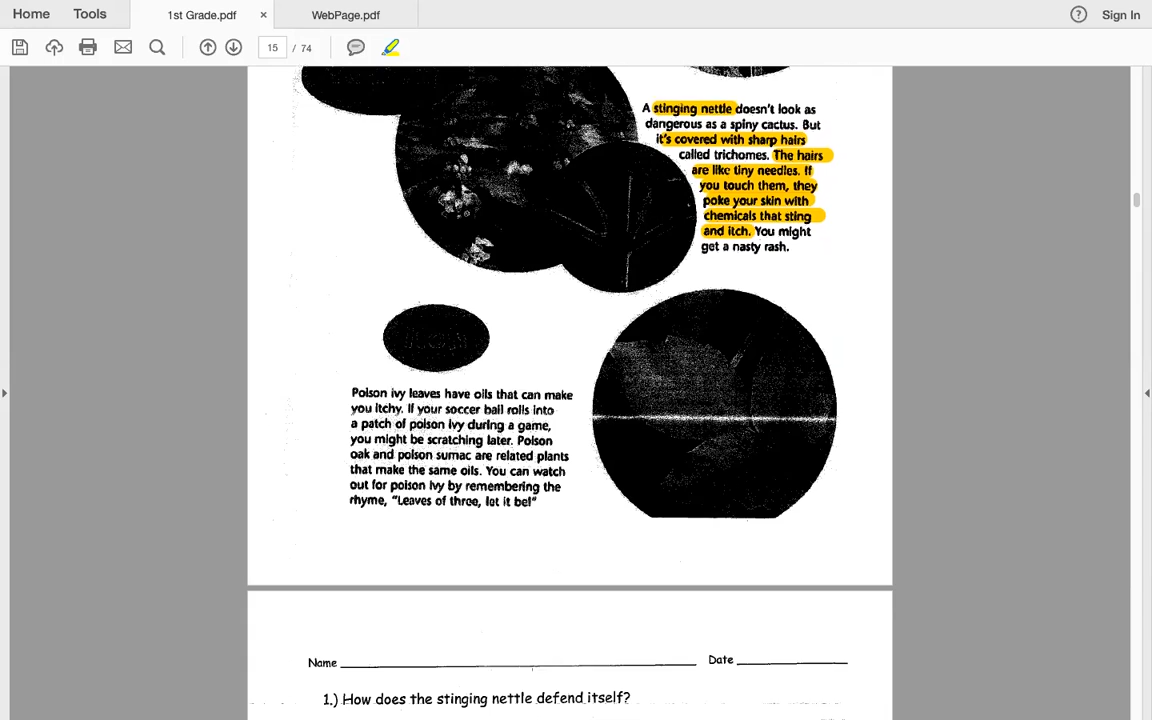 Home
Tools
1st Grade.pdf
×
WebPage.pdf
?
Sign In
15
/ 74
A stinging nettle doesn't look as
dangerous as a spiny cactus. But
it's covered with sharp hairs
called trichomes. The hairs
are like tiny needles. If
you touch them, they
poke your skin with
chemicals that sting
and itch. You might
get a nasty rash.
Poison ivy leaves have oils that can make
you itchy. If your soccer ball rolls into
a patch of poison ivy during a game,
you might be scratching later. Poison
oak and poison sumac are related plants
that make the same oils. You can watch
out for poison ivy by remembering the
rhyme, "Leaves of three, let it be!"
Name
Date
1.) How does the stinging nettle defend itself?